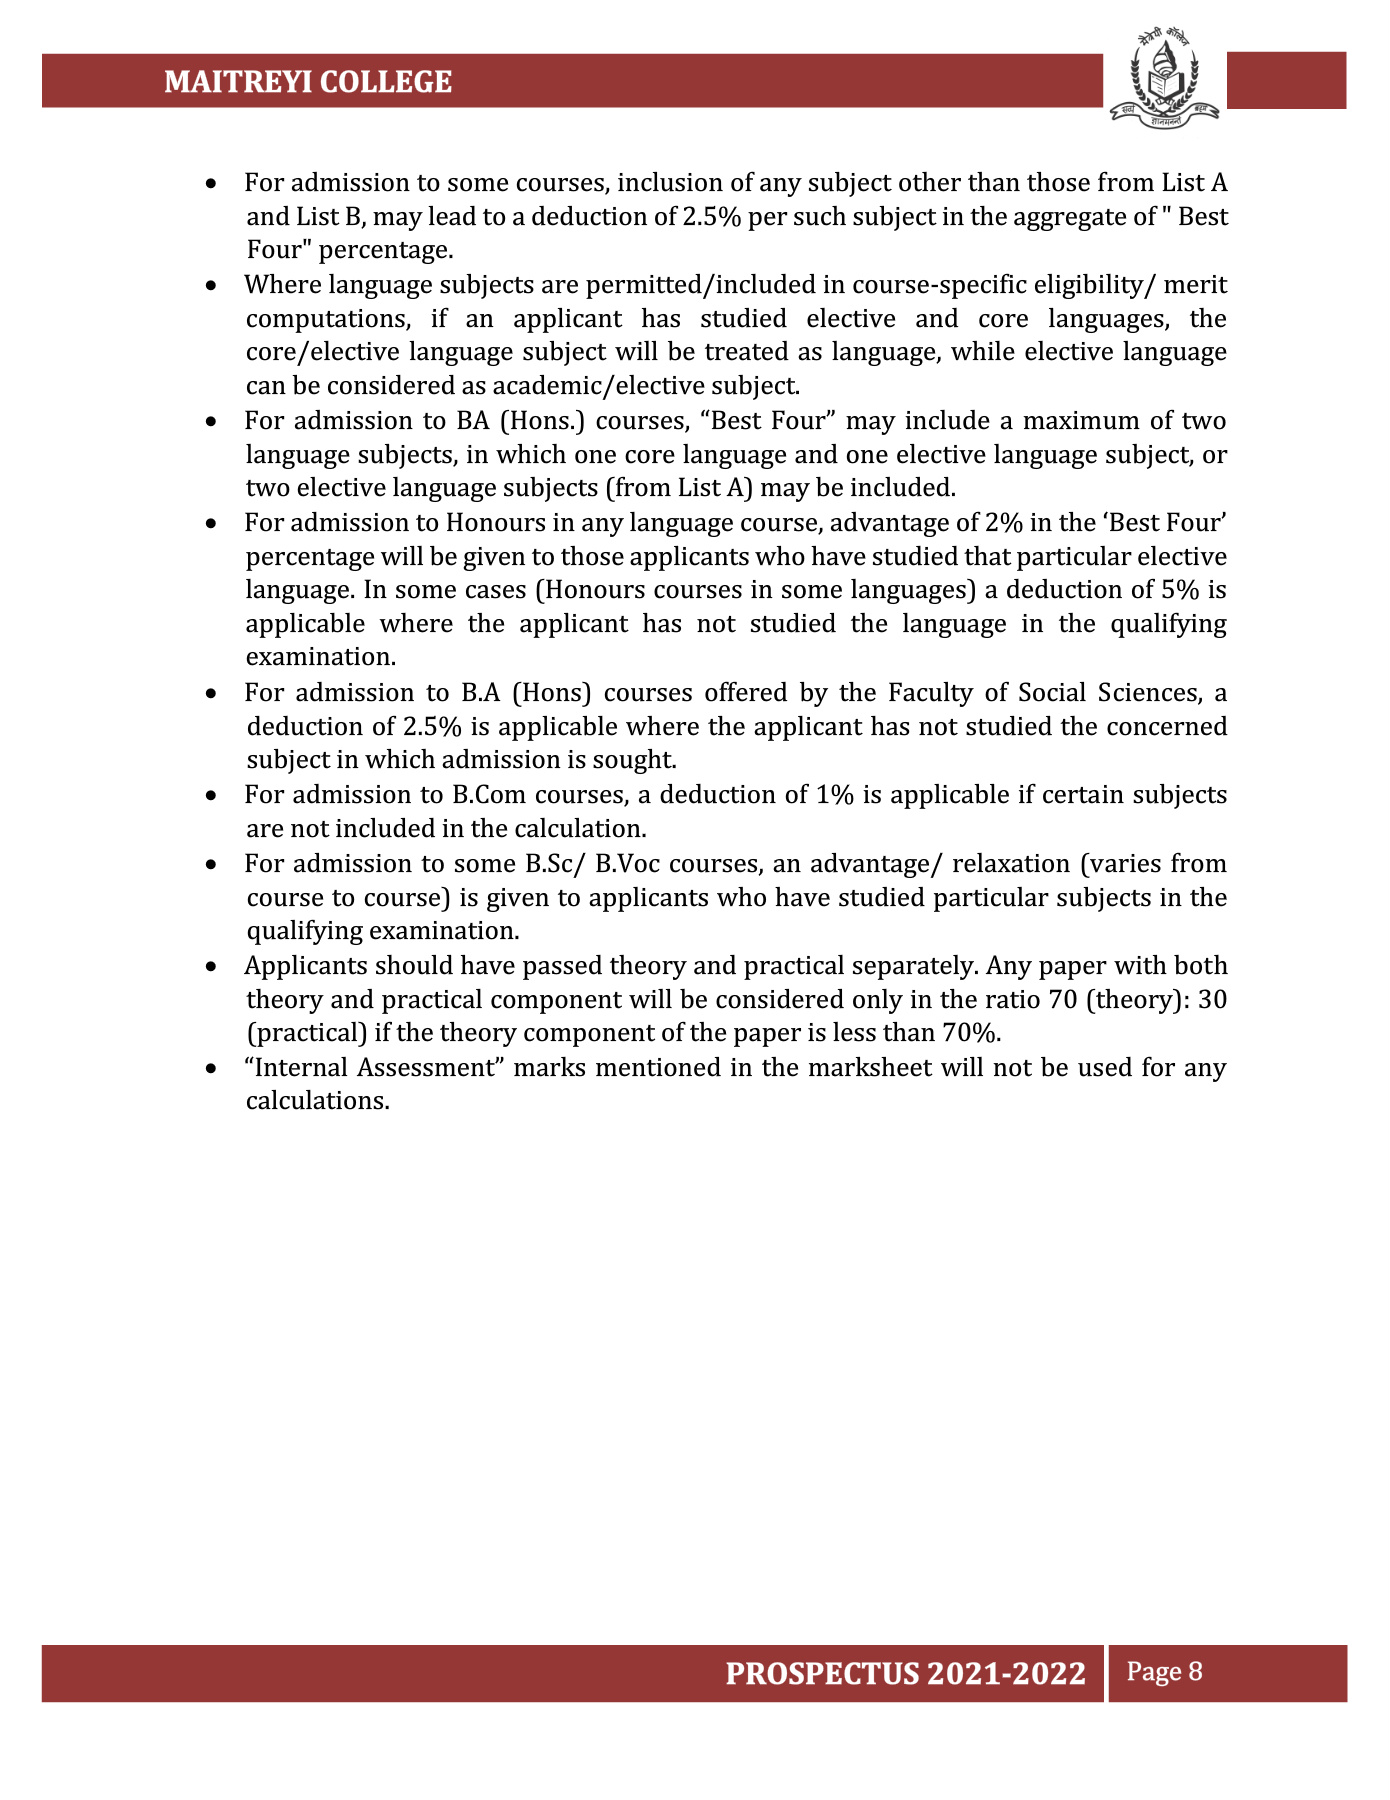 MAITREYI COLLEGE
मैत्रेयी कॉलेज
ज्ञानमनन्तं
• For admission to some courses, inclusion of any subject other than those from List A
and List B, may lead to a deduction of 2.5% per such subject in the aggregate of " Best
Four" percentage.
• Where language subjects are permitted/included in course-specific eligibility/ merit
computations, if an applicant has studied elective and core languages, the
core/elective language subject will be treated as language, while elective language
can be considered as academic/elective subject.
• For admission to BA (Hons.) courses, “Best Four” may include a maximum of two
language subjects, in which one core language and one elective language subject, or
two elective language subjects (from List A) may be included.
• For admission to Honours in any language course, advantage of 2% in the ‘Best Four’
percentage will be given to those applicants who have studied that particular elective
language. In some cases (Honours courses in some languages) a deduction of 5% is
applicable where the applicant has not studied the language in the qualifying
examination.
• For admission to B.A (Hons) courses offered by the Faculty of Social Sciences, a
deduction of 2.5% is applicable where the applicant has not studied the concerned
subject in which admission is sought.
• For admission to B.Com courses, a deduction of 1% is applicable if certain subjects
are not included in the calculation.
• For admission to some B.Sc/ B.Voc courses, an advantage/ relaxation (varies from
course to course) is given to applicants who have studied particular subjects in the
qualifying examination.
• Applicants should have passed theory and practical separately. Any paper with both
theory and practical component will be considered only in the ratio 70 (theory): 30
(practical) if the theory component of the paper is less than 70%.
• “Internal Assessment” marks mentioned in the marksheet will not be used for any
calculations.
PROSPECTUS 2021-2022
Page 8